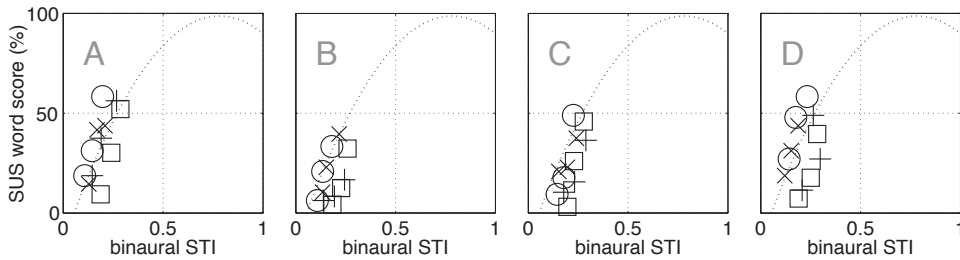 SUS word score (%)
100
50
0
A
B
C
D
0 0.5 1
0 0.5 1
0 0.5 1
0 0.5 1
binaural STI
binaural STI
binaural STI
binaural STI